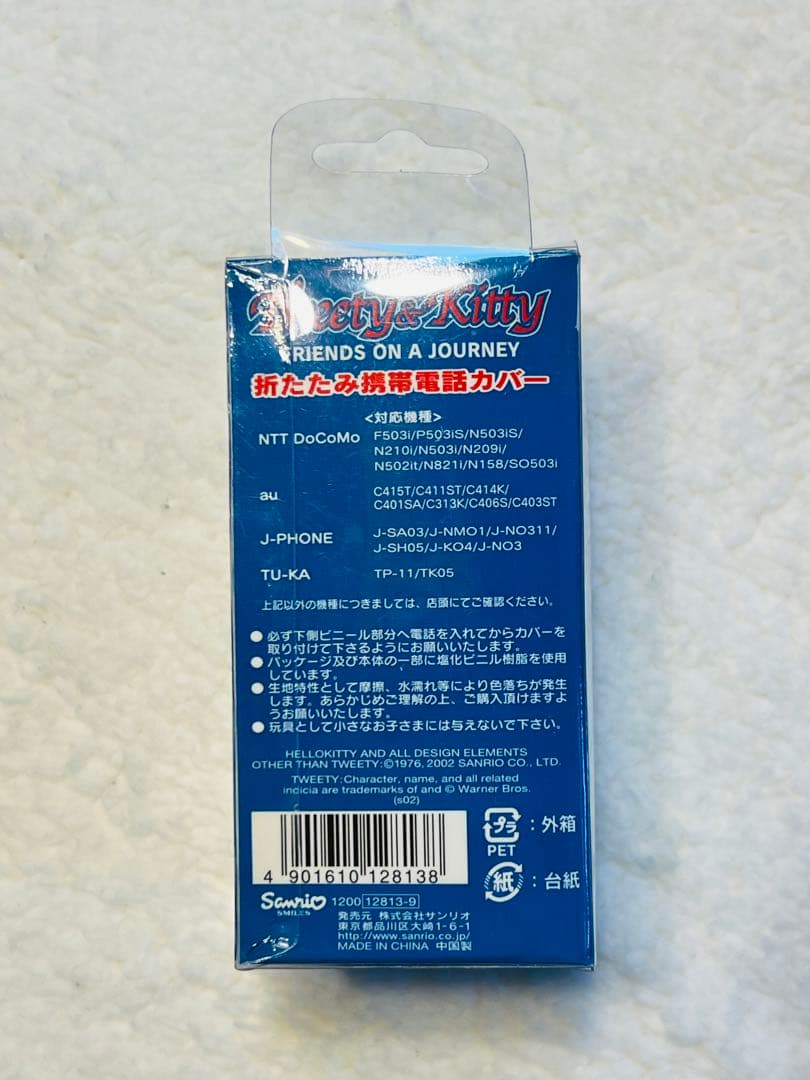 Tweety & Kitty
FRIENDS ON A JOURNEY
折たたみ携帯電話カバー
<対応機種>
NTT DoCoMo F503i/P503iS/N503iS/
N210i/N503i/N209i/
N502it/N821i/N158/SO503i
au C415T/C411ST/C414K/
C401SA/C313K/C406S/C403ST
J-PHONE J-SA03/J-NM01/J-NO311/
J-SH05/J-K04/J-NO3
TU-KA TP-11/TK05
上記以外の機種につきましては、店頭にてご確認ください。
●必ず下側ビニール部分へ電話を入れてからカバーを
取り付けて下さるようにお願いいたします。
●パッケージ及び本体の一部に塩化ビニル樹脂を使用
しています。
●生地特性として摩擦、水濡れ等により色落ちが発生
します。あらかじめご理解の上、ご購入頂けますよ
うお願いいたします。
●玩具として小さなお子さまには与えないで下さい。
HELLOKITTY AND ALL DESIGN ELEMENTS
OTHER THAN TWEETY:©1976, 2002 SANRIO CO., LTD.
TWEETY:Character, name, and all related
indicia are trademarks of and © Warner Bros.
(s02)
4 901610 128138
プラ : 外箱
PET
紙 : 台紙
Sanrio 1200 12813-9
SMILES
発売元 株式会社サンリオ
東京都品川区大崎1-6-1
http://www.sanrio.co.jp/
MADE IN CHINA 中国製